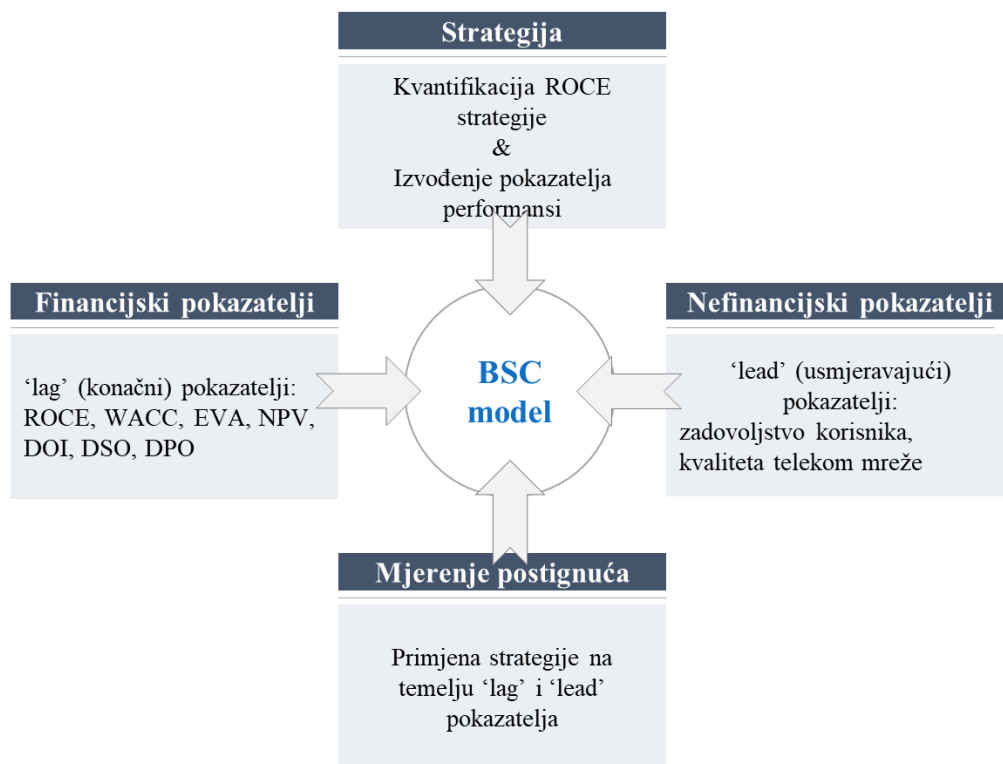 Strategija
Kvantifikacija ROCE
strategije
&
Izvođenje pokazatelja
performansi
Financijski pokazatelji
‘lag’ (konačni) pokazatelji:
ROCE, WACC, EVA, NPV,
DOI, DSO, DPO
BSC
model
Nefinancijski pokazatelji
‘lead’ (usmjeravajući)
pokazatelji:
zadovoljstvo korisnika,
kvaliteta telekom mreže
Mjerenje postignuća
Primjena strategije na
temelju ‘lag’ i ‘lead’
pokazatelja